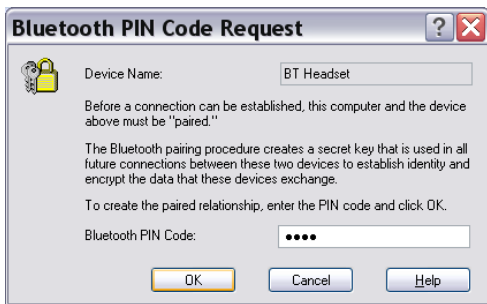 Bluetooth PIN Code Request
Device Name: BT Headset
Before a connection can be established, this computer and the device
above must be "paired."
The Bluetooth pairing procedure creates a secret key that is used in all
future connections between these two devices to establish identity and
encrypt the data that these devices exchange.
To create the paired relationship, enter the PIN code and click OK.
Bluetooth PIN Code: ••••
OK Cancel Help